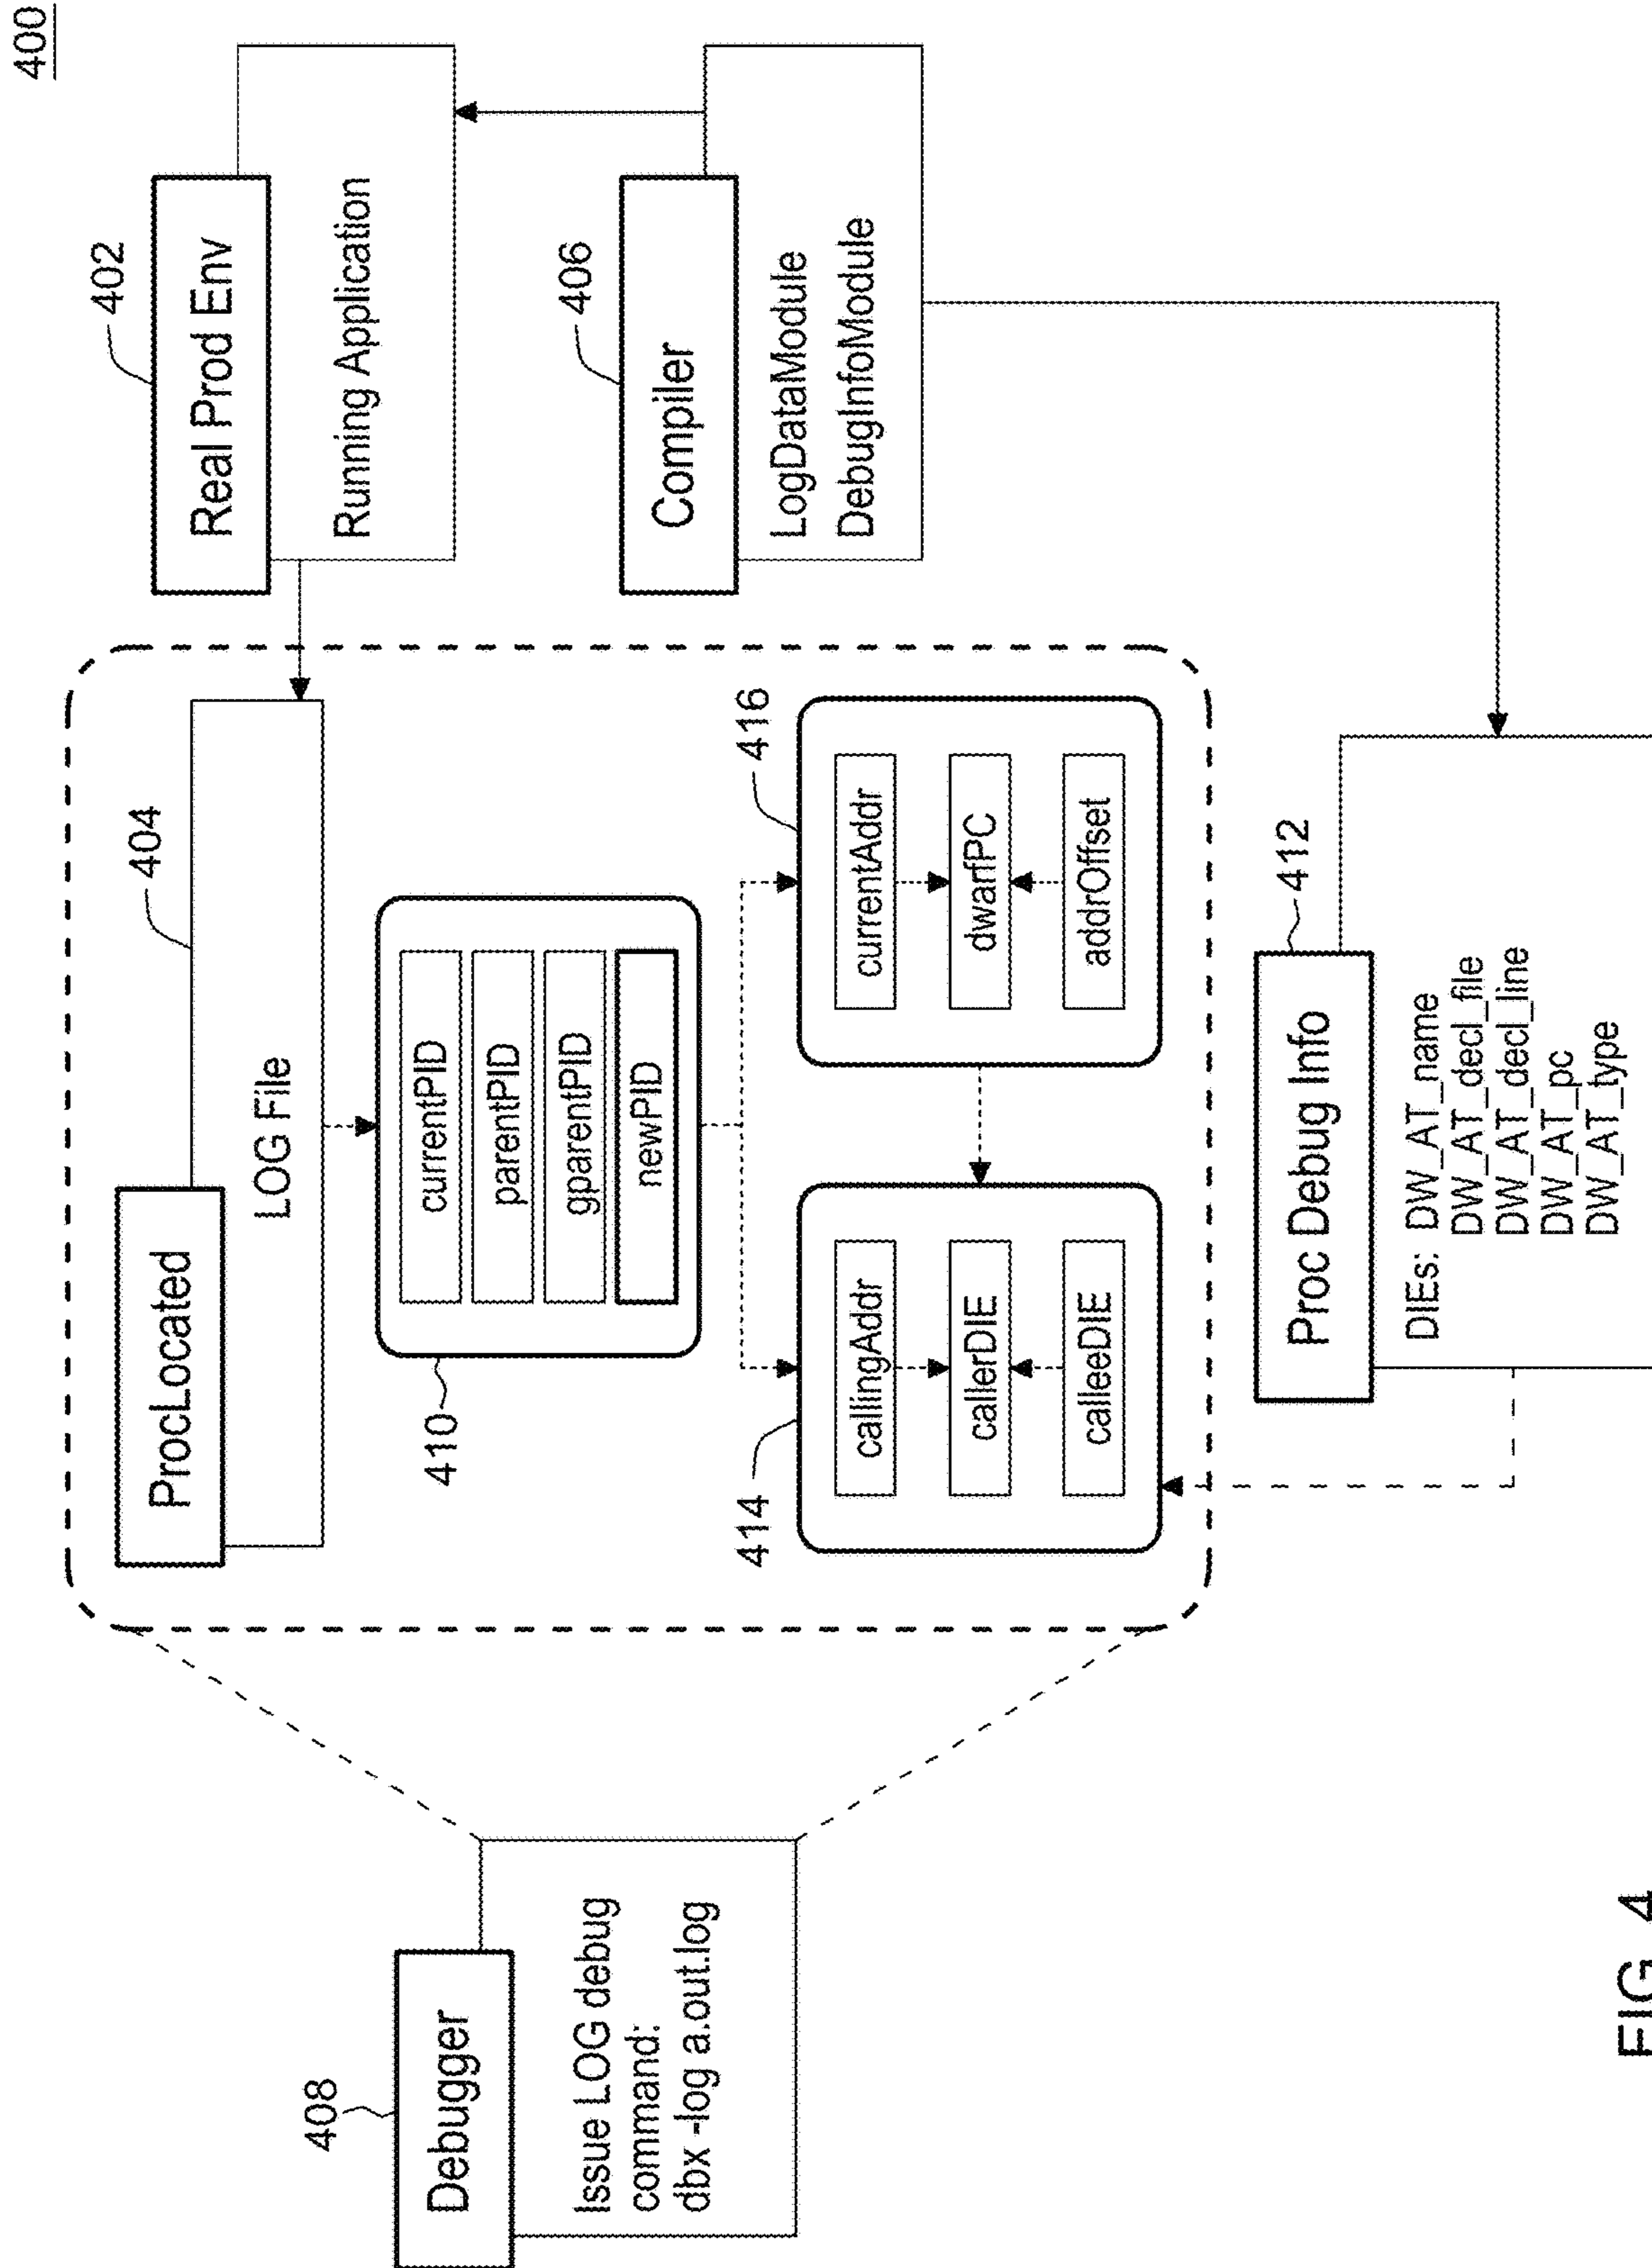 400
402
Real Prod Env
Running Application
406
Compiler
LogDataModule
DebugInfoModule
404
ProcLocated
LOG File
410
currentPID
parentPID
gparentPID
newPID
414
callingAddr
callerDIE
calleeDIE
416
currentAddr
dwarfPC
addrOffset
412
Proc Debug Info
DIEs: DW_AT_name
DW_AT_decl_file
DW_AT_decl_line
DW_AT_pc
DW_AT_type
408
Debugger
Issue LOG debug
command:
dbx -log a.out.log
FIG. 4